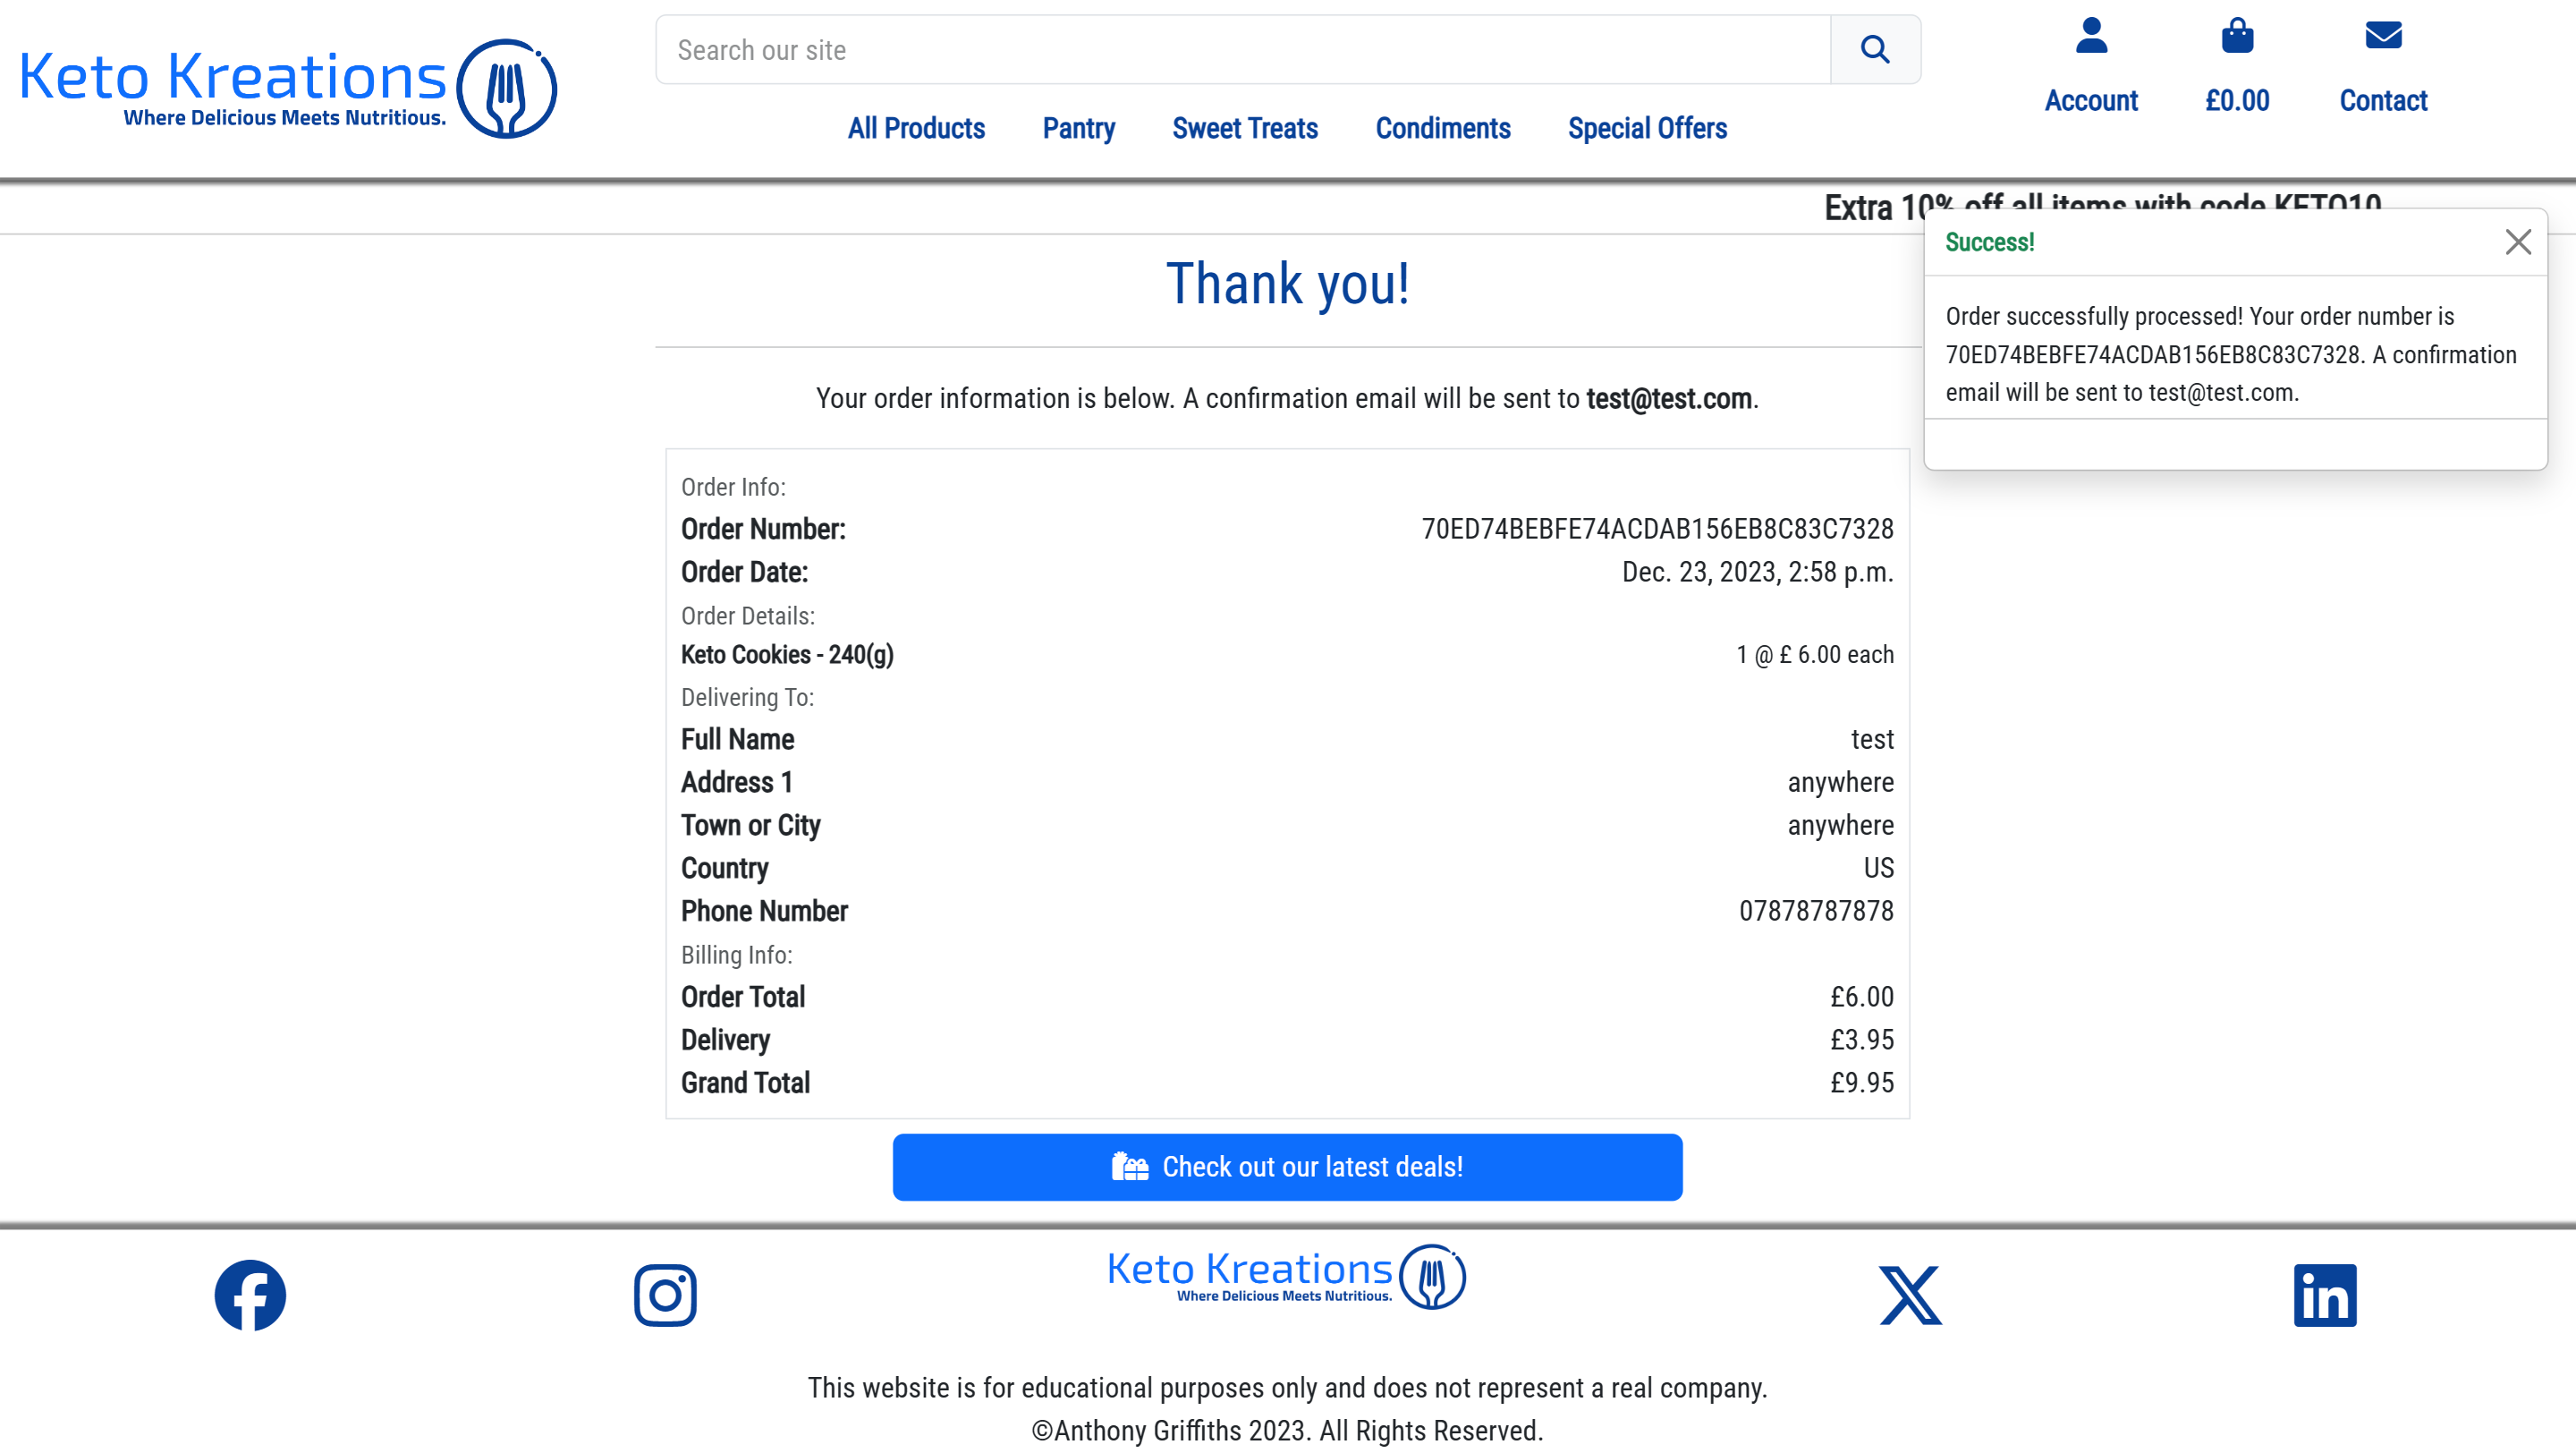 Keto Kreations
Where Delicious Meets Nutritious.
Search our site
Account
£0.00
Contact
All Products
Pantry
Sweet Treats
Condiments
Special Offers
Extra 10% off all items with code KETO10
Success!
Order successfully processed! Your order number is
70ED74BEBFE74ACDAB156EB8C83C7328. A confirmation
email will be sent to test@test.com.
Thank you!
Your order information is below. A confirmation email will be sent to test@test.com.
Order Info:
Order Number: 70ED74BEBFE74ACDAB156EB8C83C7328
Order Date: Dec. 23, 2023, 2:58 p.m.
Order Details:
Keto Cookies - 240(g) 1 @ £ 6.00 each
Delivering To:
Full Name test
Address 1 anywhere
Town or City anywhere
Country US
Phone Number 07878787878
Billing Info:
Order Total £6.00
Delivery £3.95
Grand Total £9.95
Check out our latest deals!
Keto Kreations
Where Delicious Meets Nutritious.
This website is for educational purposes only and does not represent a real company.
©Anthony Griffiths 2023. All Rights Reserved.